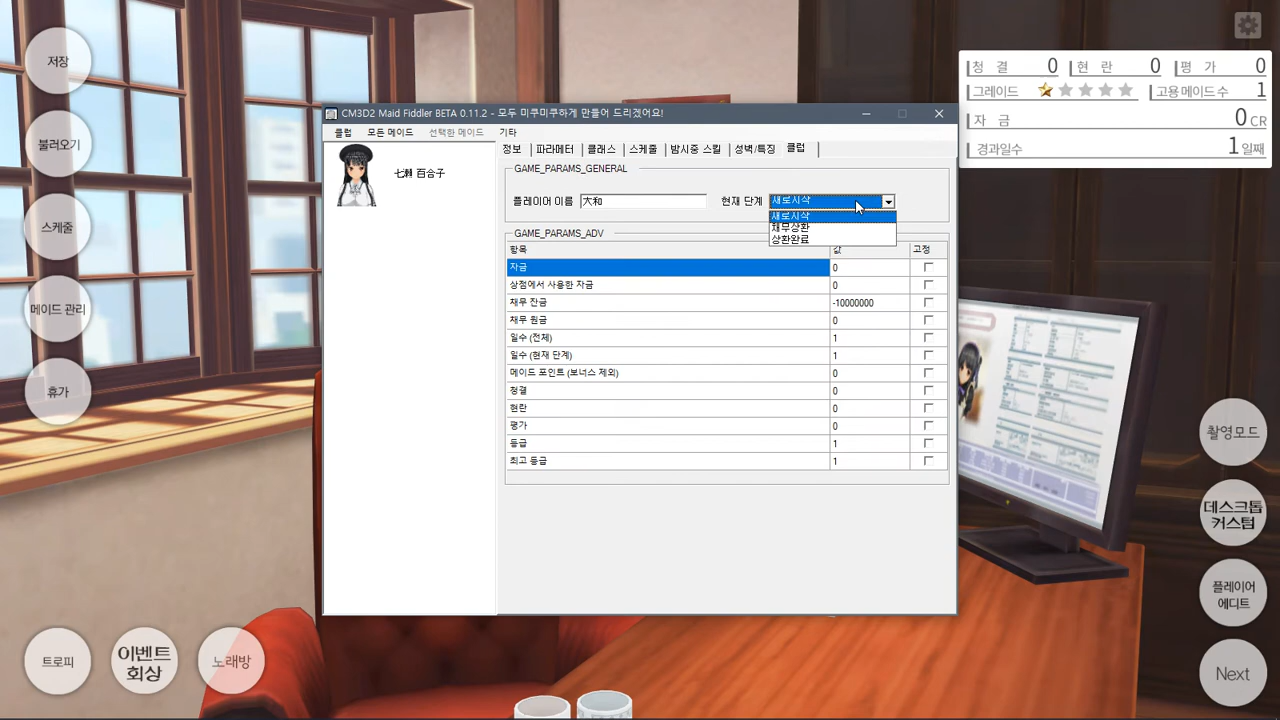 저장
불러오기
스케줄
메이드 관리
휴가
트로피
이벤트
회상
노래방
청 결 0 현 란 0 평 가 0
그레이드 고용메이드수 1
자 금 0 CR
경과일수 1 일째
CM3D2 Maid Fiddler BETA 0.11.2 - 모두 미쿠미쿠하게 만들어 드리겠어요!
클럽 모든 메이드 선택한 메이드 기타
七瀬 百合子
정보 파라메터 클래스 스케줄 밤시중 스킬 성벽/특징 클럽
GAME_PARAMS_GENERAL
플레이어 이름 大和 현재 단계 새로시작
새로시작
채무상환
상환완료
GAME_PARAMS_ADV
항목 값 고정
자금 0
상점에서 사용한 자금 0
채무 잔금 -10000000
채무 원금 0
일수 (전체) 1
일수 (현재 단계) 1
메이드 포인트 (보너스 제외) 0
청결 0
현란 0
평가 0
등급 1
최고 등급 1
촬영모드
데스크톱
커스텀
플레이어
에디트
Next